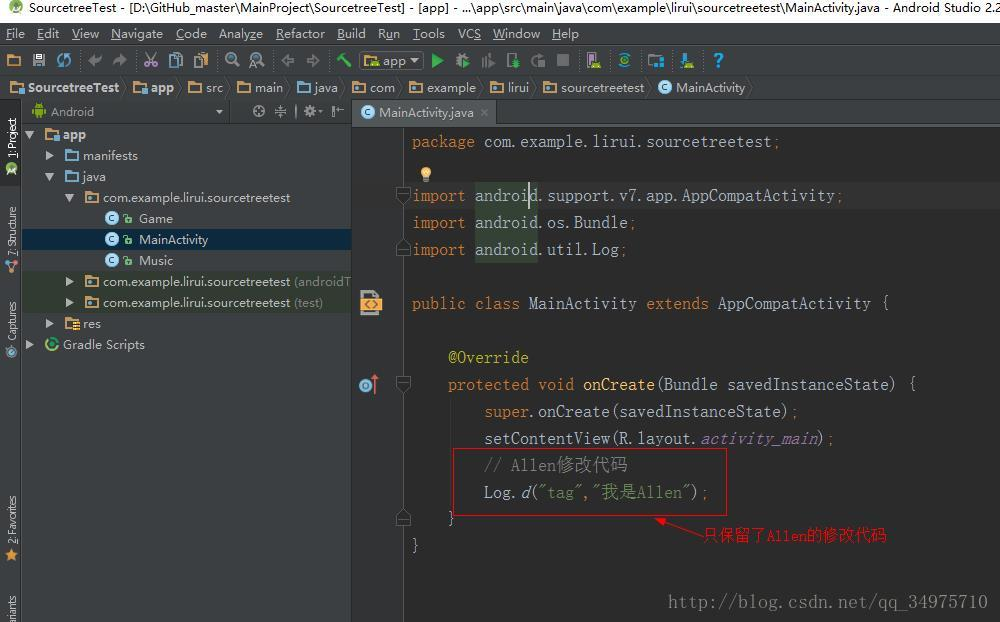 SourcetreeTest - [D:\GitHub_master\MainProject\SourcetreeTest] - [app] - ...\app\src\main\java\com\example\lirui\sourcetreetest\MainActivity.java - Android Studio 2.2
File Edit View Navigate Code Analyze Refactor Build Run Tools VCS Window Help
app
SourcetreeTest app src main java com example lirui sourcetreetest MainActivity
Android
MainActivity.java
1: Project
7: Structure
Captures
2: Favorites
app
manifests
java
com.example.lirui.sourcetreetest
Game
MainActivity
Music
com.example.lirui.sourcetreetest (androidT
com.example.lirui.sourcetreetest (test)
res
Gradle Scripts
package com.example.lirui.sourcetreetest;
import android.support.v7.app.AppCompatActivity;
import android.os.Bundle;
import android.util.Log;
public class MainActivity extends AppCompatActivity {
@Override
protected void onCreate(Bundle savedInstanceState) {
super.onCreate(savedInstanceState);
setContentView(R.layout.activity_main);
// Allen修改代码
Log.d("tag","我是Allen");
}
只保留了Allen的修改代码
}
http://blog.csdn.net/qq_34975710